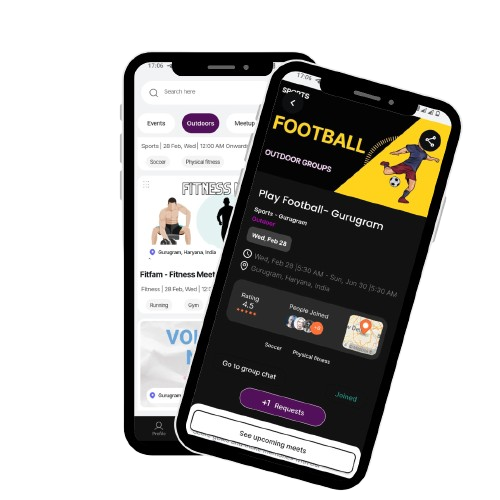 17:06
Search here
Events
Outdoors
Meetup
Sports | 28 Feb, Wed | 12:00 AM Onwards
Soccer
Physical fitness
FITNESS
Gurugram, Haryana, India
Fitfam - Fitness Meet
Fitness | 28 Feb, Wed | 12:
Running
Gym
Gurugram
Profile
17:06
SPORTS
FOOTBALL
OUTDOOR GROUPS
Play Football- Gurugram
Sports - Gurugram
Outdoor
Wed, Feb 28
Wed, Feb 28 |5:30 AM - Sun, Jun 30 |5:30 AM
Gurugram, Haryana, India
Rating
4.5
People Joined
Soccer
Physical fitness
Go to group chat
Joined
+1 Requests
See upcoming meets